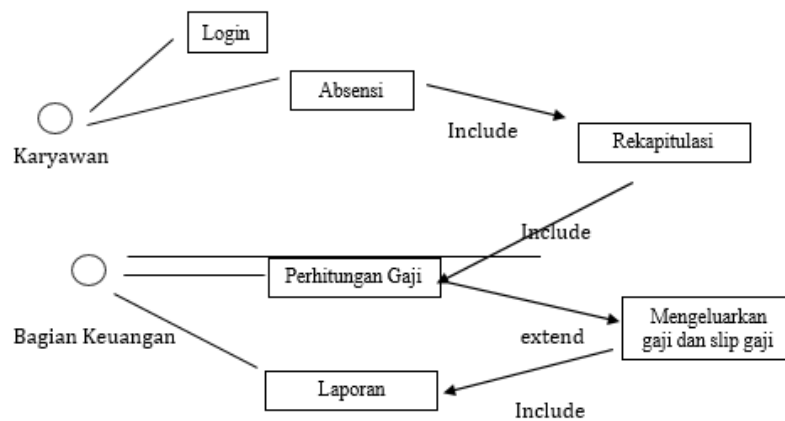 Login
Absensi
Include
Rekapitulasi
Karyawan
Include
Perhitungan Gaji
Mengeluarkan
gaji dan slip gaji
extend
Bagian Keuangan
Laporan
Include